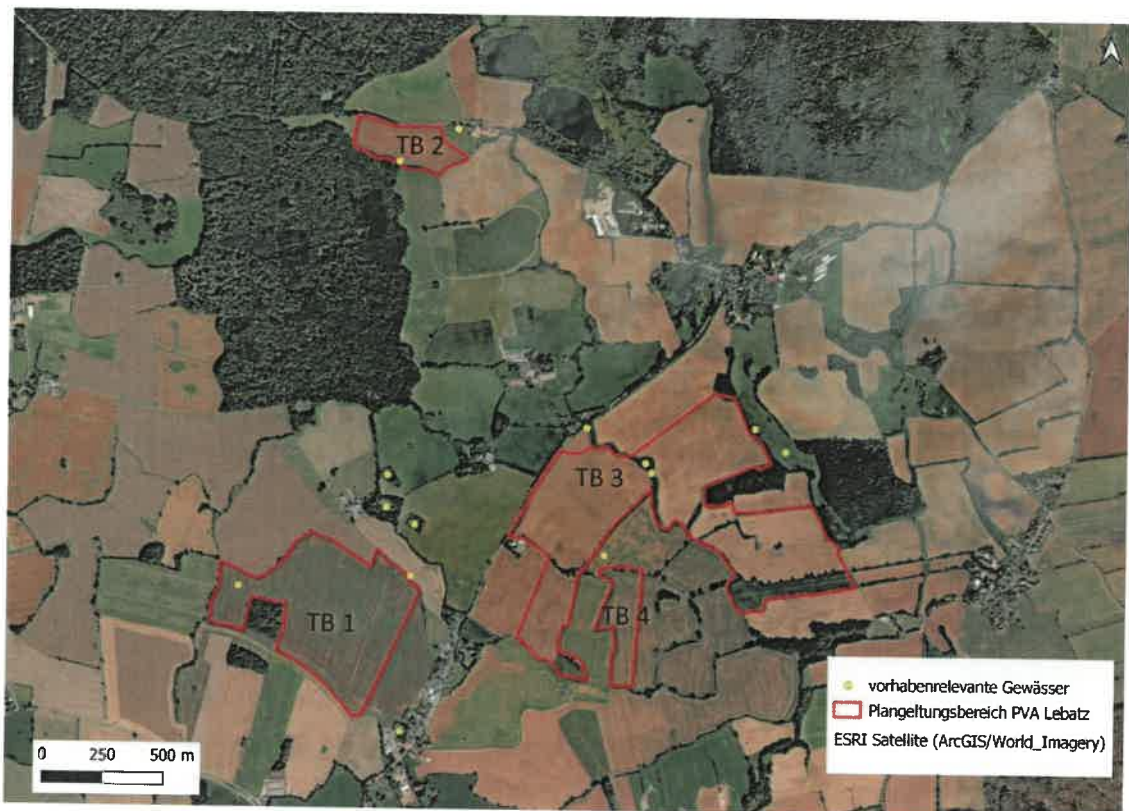 TB 2
TB 3
TB 1
TB 4
vorhabenrelevante Gewässer
Plangeltungsbereich PVA Lebatz
ESRI Satellite (ArcGIS/World_Imagery)
0 250 500 m